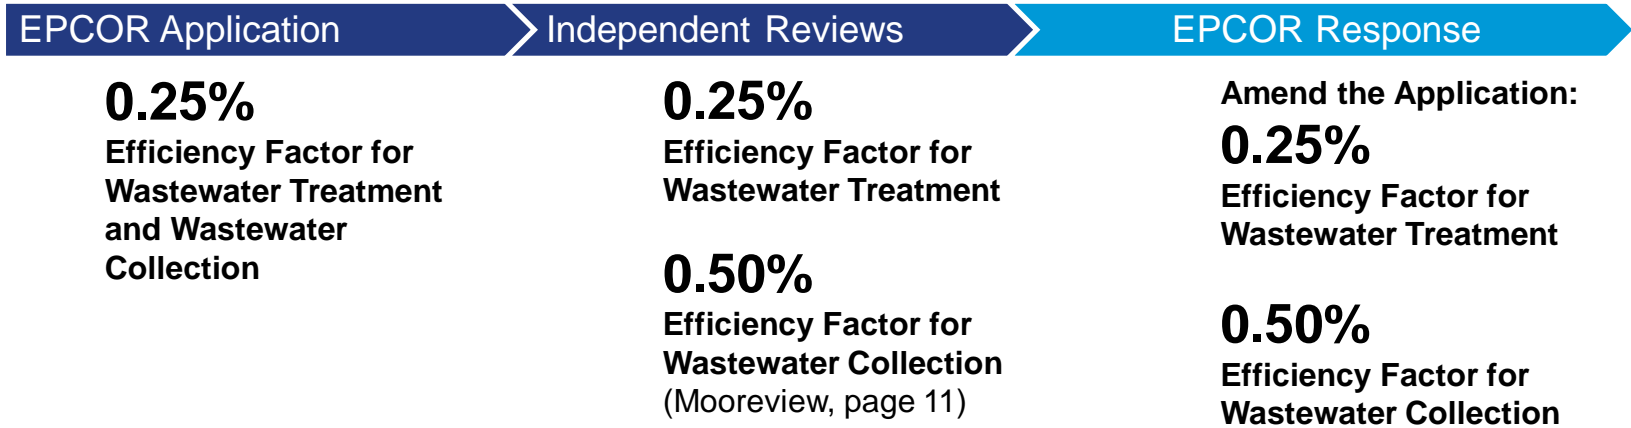 EPCOR Application
Independent Reviews
EPCOR Response
0.25%
Efficiency Factor for
Wastewater Treatment
and Wastewater
Collection
0.25%
Efficiency Factor for
Wastewater Treatment
0.50%
Efficiency Factor for
Wastewater Collection
(Mooreview, page 11)
Amend the Application:
0.25%
Efficiency Factor for
Wastewater Treatment
0.50%
Efficiency Factor for
Wastewater Collection